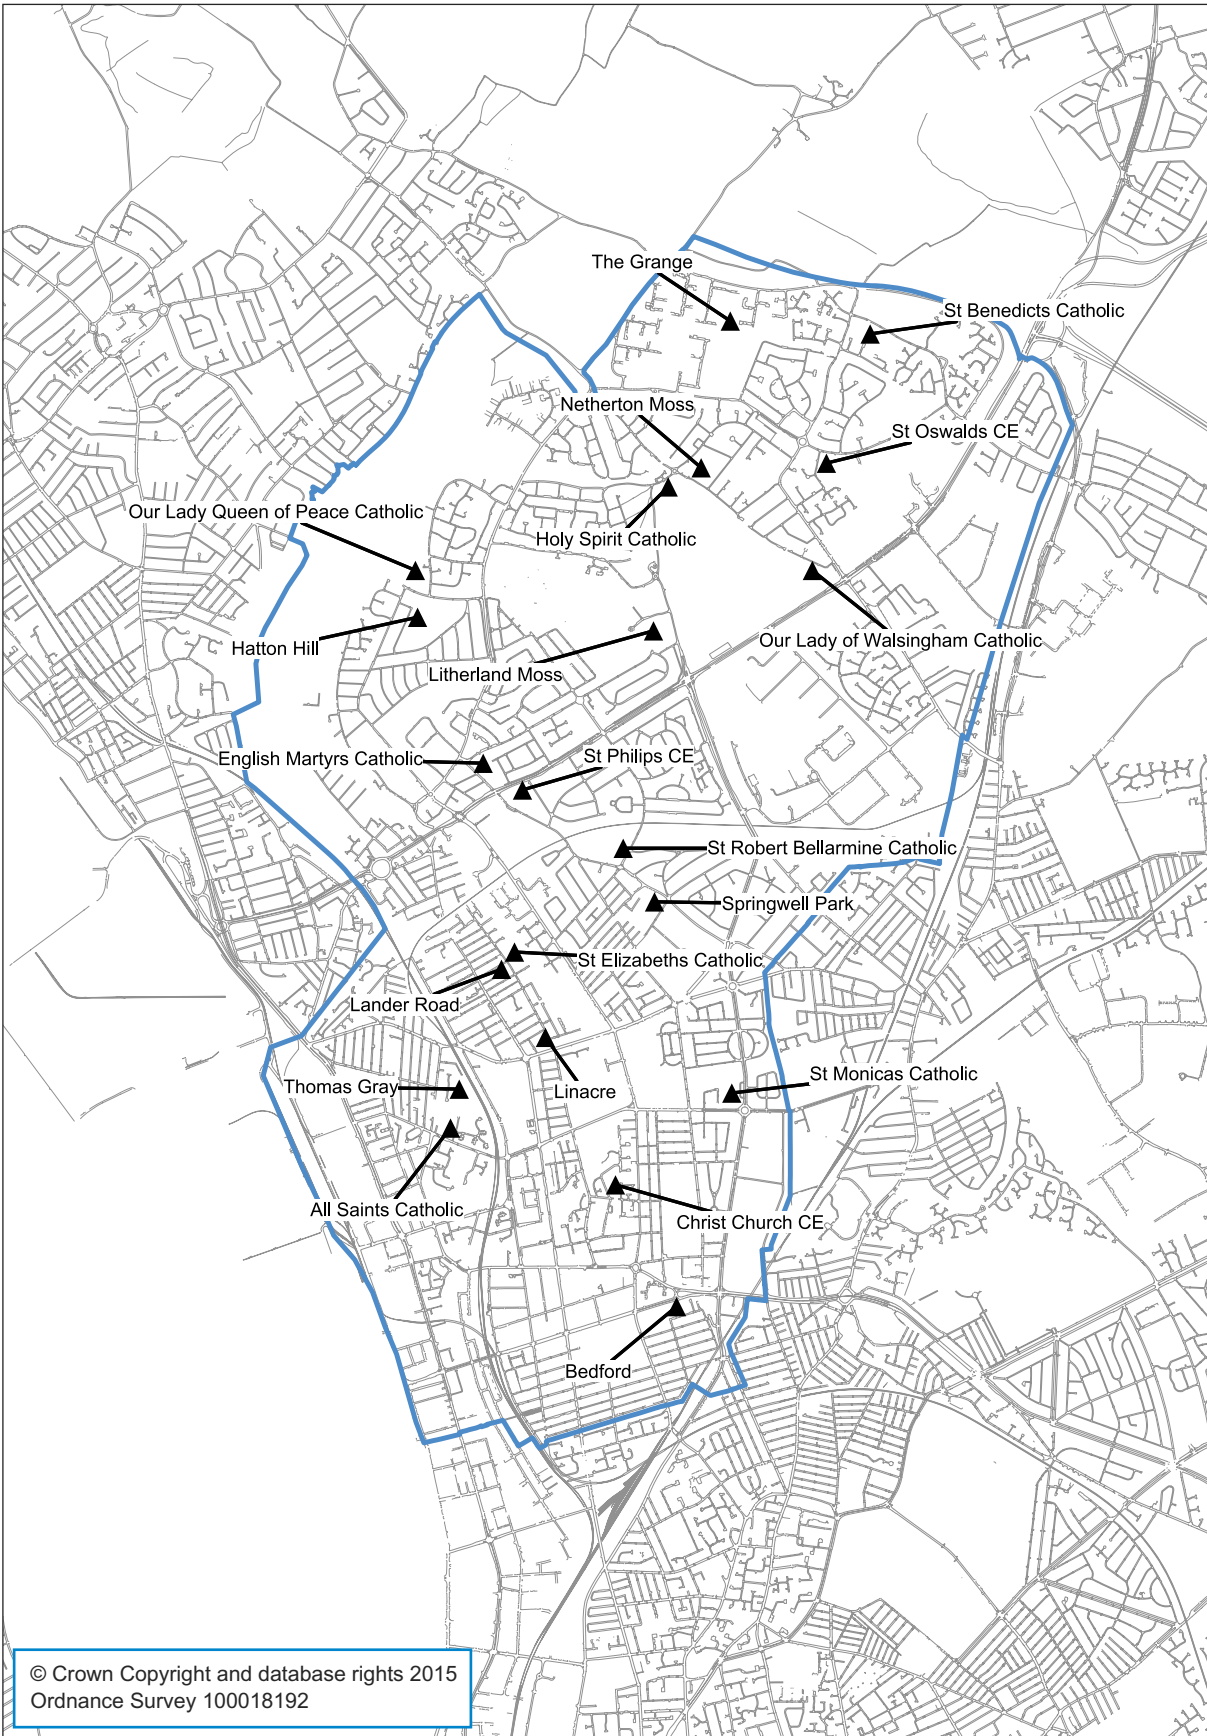 The Grange
St Benedicts Catholic
Netherton Moss
St Oswalds CE
Our Lady Queen of Peace Catholic
Holy Spirit Catholic
Our Lady of Walsingham Catholic
Hatton Hill
Litherland Moss
English Martyrs Catholic
St Philips CE
St Robert Bellarmine Catholic
Springwell Park
St Elizabeths Catholic
Lander Road
St Monicas Catholic
Thomas Gray
Linacre
All Saints Catholic
Christ Church CE
Bedford
© Crown Copyright and database rights 2015
Ordnance Survey 100018192